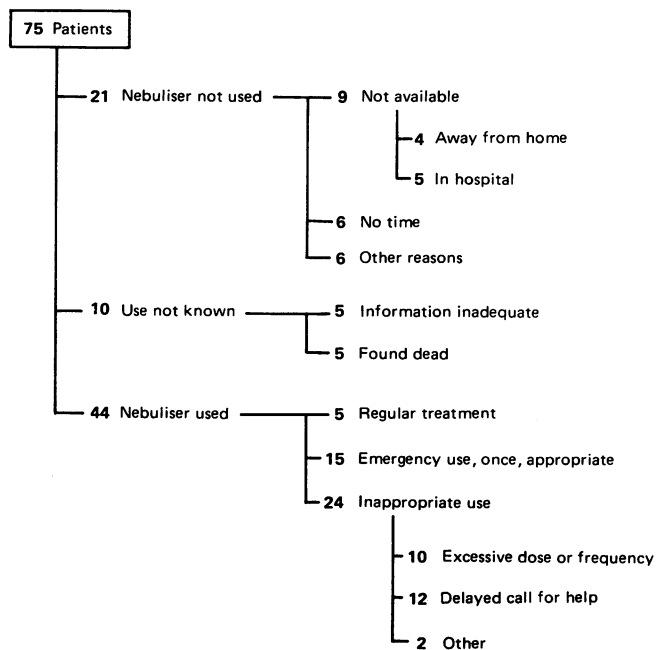 75 Patients
21 Nebuliser not used
9 Not available
4 Away from home
5 In hospital
6 No time
6 Other reasons
10 Use not known
5 Information inadequate
5 Found dead
44 Nebuliser used
5 Regular treatment
15 Emergency use, once, appropriate
24 Inappropriate use
10 Excessive dose or frequency
12 Delayed call for help
2 Other